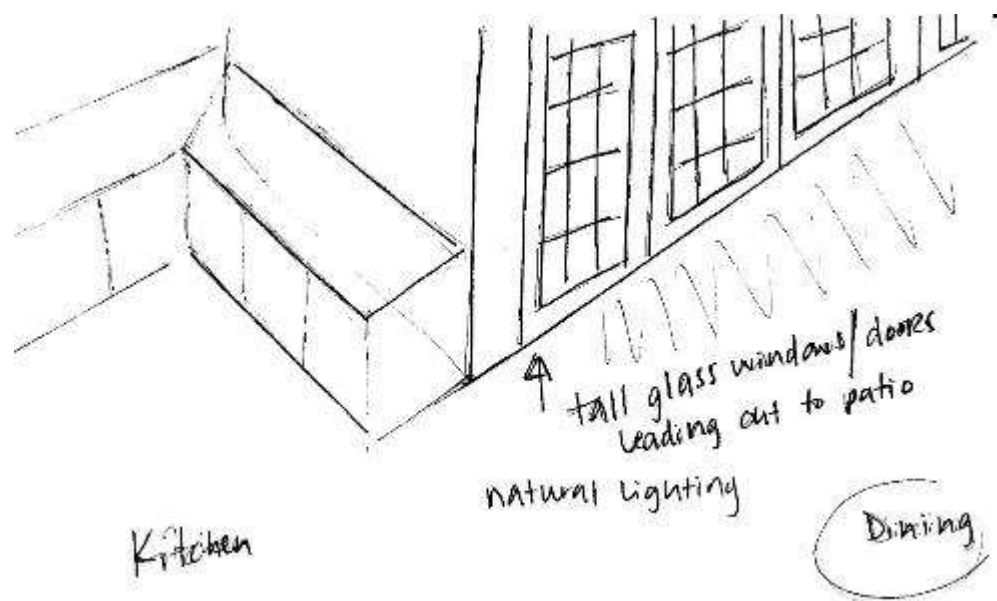 tall glass windows/doors
leading out to patio
natural lighting
Kitchen
Dining